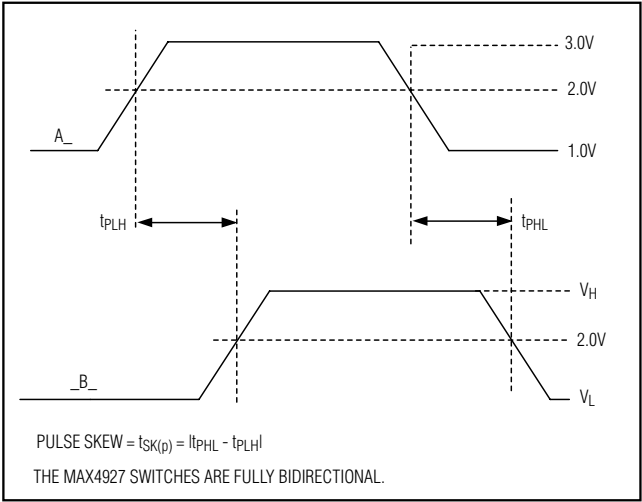 3.0V
2.0V
A_
1.0V
tPLH
tPHL
VH
2.0V
_B_
VL
PULSE SKEW = tSK(p) = |tPHL - tPLH|
THE MAX4927 SWITCHES ARE FULLY BIDIRECTIONAL.